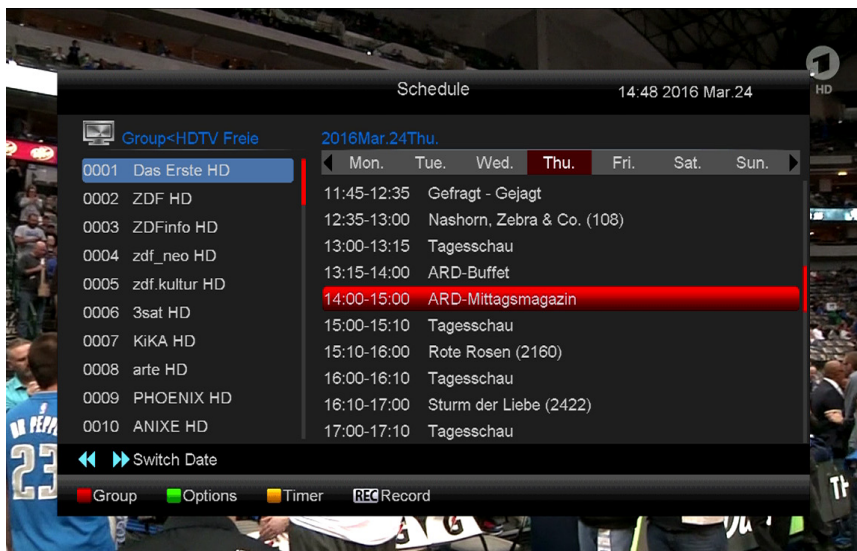 Schedule
14:48 2016 Mar.24
1
HD
Group<HDTV Freie
2016Mar.24Thu.
Mon. Tue. Wed. Thu. Fri. Sat. Sun.
0001 Das Erste HD
0002 ZDF HD
0003 ZDFinfo HD
0004 zdf_neo HD
0005 zdf.kultur HD
0006 3sat HD
0007 KiKA HD
0008 arte HD
0009 PHOENIX HD
0010 ANIXE HD
11:45-12:35 Gefragt - Gejagt
12:35-13:00 Nashorn, Zebra & Co. (108)
13:00-13:15 Tagesschau
13:15-14:00 ARD-Buffet
14:00-15:00 ARD-Mittagsmagazin
15:00-15:10 Tagesschau
15:10-16:00 Rote Rosen (2160)
16:00-16:10 Tagesschau
16:10-17:00 Sturm der Liebe (2422)
17:00-17:10 Tagesschau
Switch Date
Group Options Timer REC Record
23